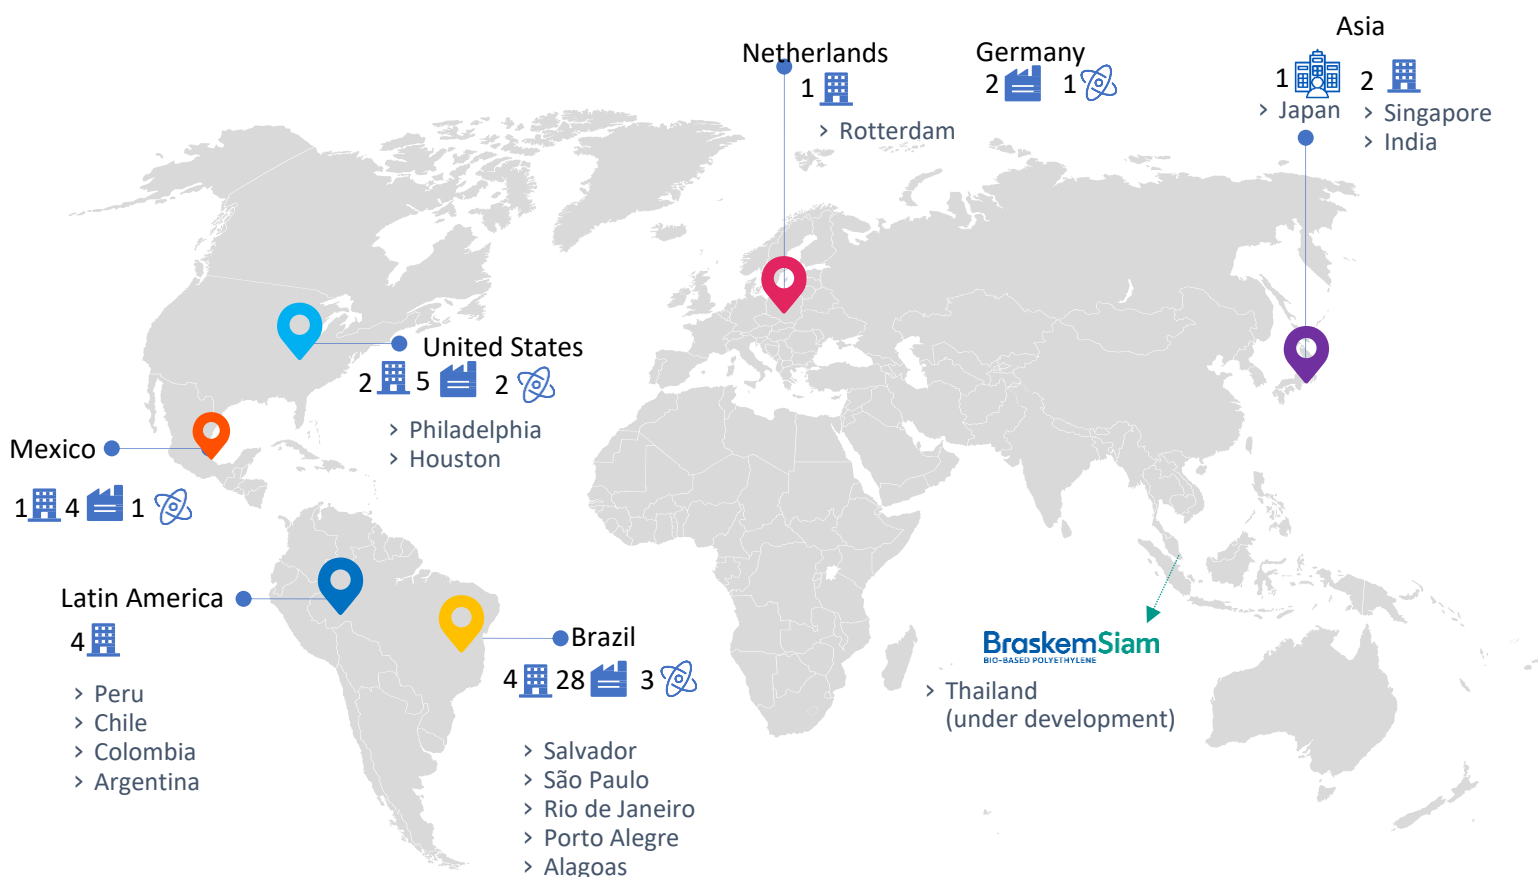 Asia
1 2
> Japan
> Singapore
> India
Netherlands
1
> Rotterdam
Germany
2 1
United States
2 5 2
> Philadelphia
> Houston
Mexico
1 4 1
Latin America
4
> Peru
> Chile
> Colombia
> Argentina
Brazil
4 28 3
> Salvador
> São Paulo
> Rio de Janeiro
> Porto Alegre
> Alagoas
BraskemSiam
BIO-BASED POLYETHYLENE
> Thailand
(under development)